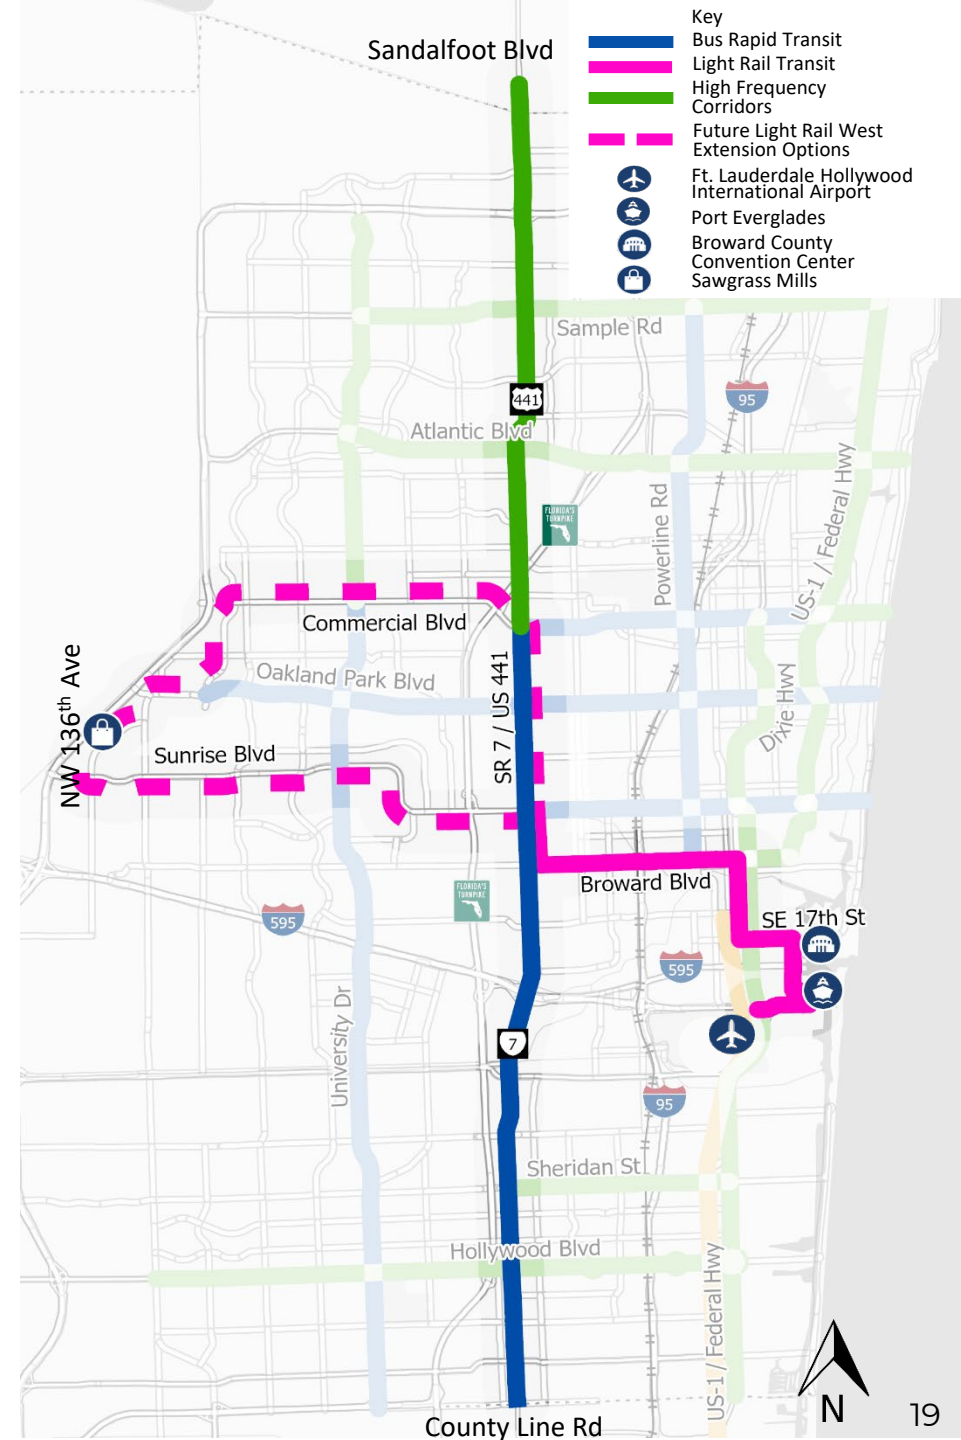 Sandalfoot Blvd
Key
Bus Rapid Transit
Light Rail Transit
High Frequency
Corridors
Future Light Rail West
Extension Options
Ft. Lauderdale Hollywood
International Airport
Port Everglades
Broward County
Convention Center
Sawgrass Mills
Sample Rd
441
95
Atlantic Blvd
US-1 / Federal Hwy
Powerline Rd
FLORIDA'S
TURNPIKE
Commercial Blvd
Oakland Park Blvd
SR 7 / US 441
Dixie Hwy
NW 136th Ave
Sunrise Blvd
Broward Blvd
FLORIDA'S
TURNPIKE
595
SE 17th St
595
University Dr
7
95
Sheridan St
Hollywood Blvd
US-1 / Federal Hwy
County Line Rd
N
19